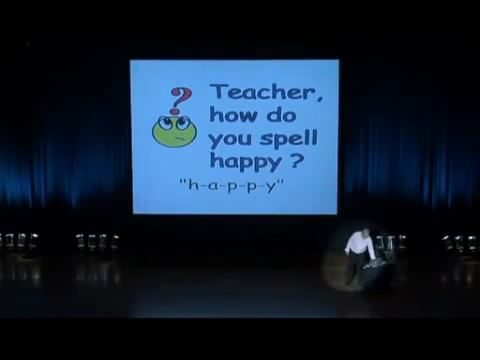 ?
Teacher,
how do
you spell
happy ?
"h-a-p-p-y"